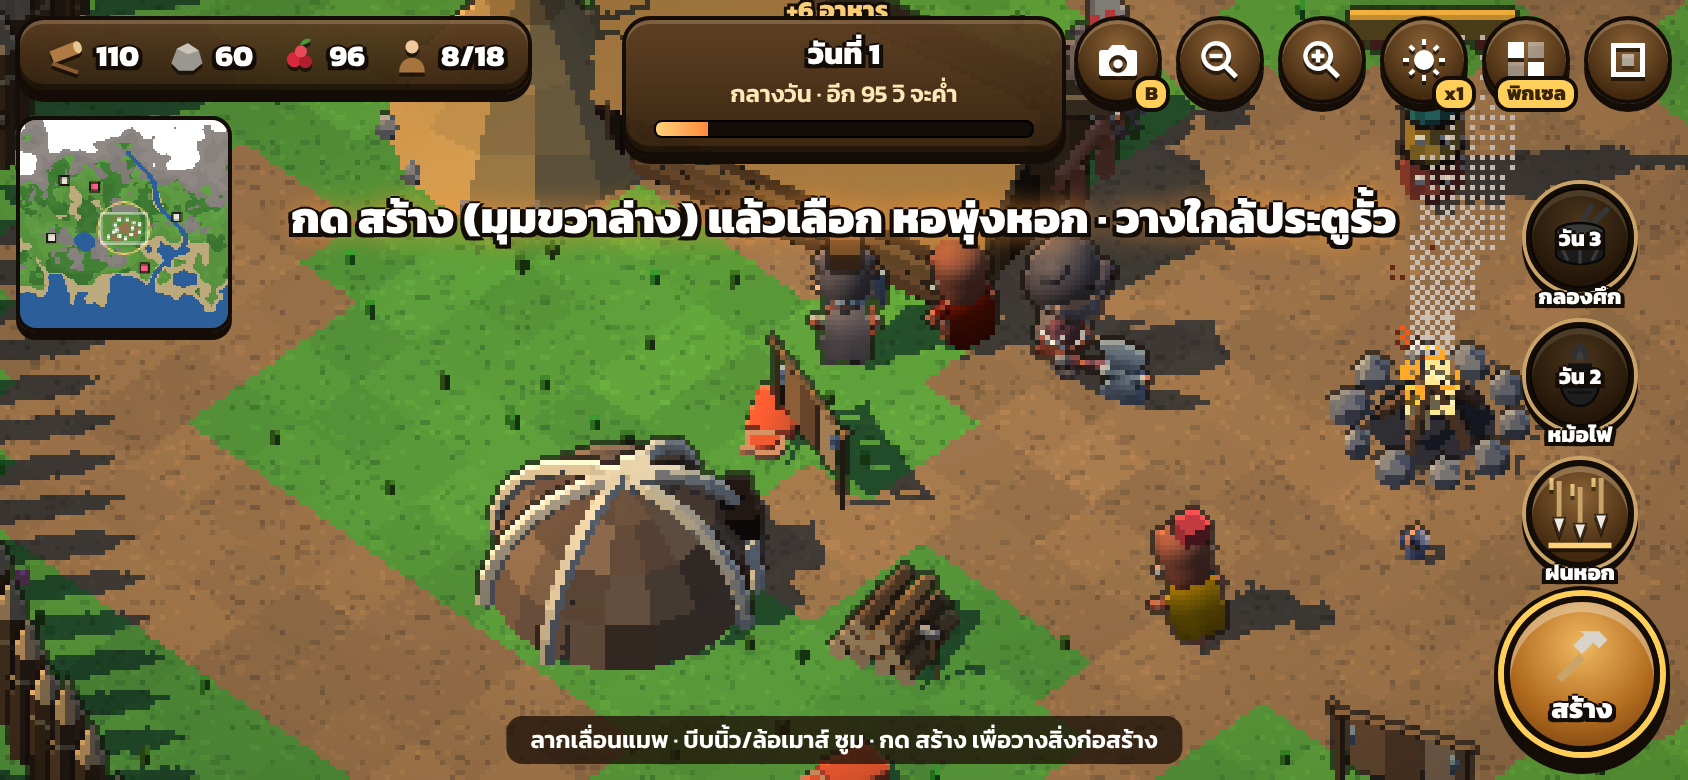 +6 อาหาร
110 60 96 8/18
วันที่ 1
กลางวัน · อีก 95 วิ จะค่ำ
B
x1
พิกเซล
กด สร้าง (มุมขวาล่าง) แล้วเลือก หอพุ่งหอก · วางใกล้ประตูรั้ว
วัน 3
กลองศึก
วัน 2
หม้อไฟ
ฝนหอก
สร้าง
ลากเลื่อนแมพ · บีบนิ้ว/ล้อเมาส์ ซูม · กด สร้าง เพื่อวางสิ่งก่อสร้าง